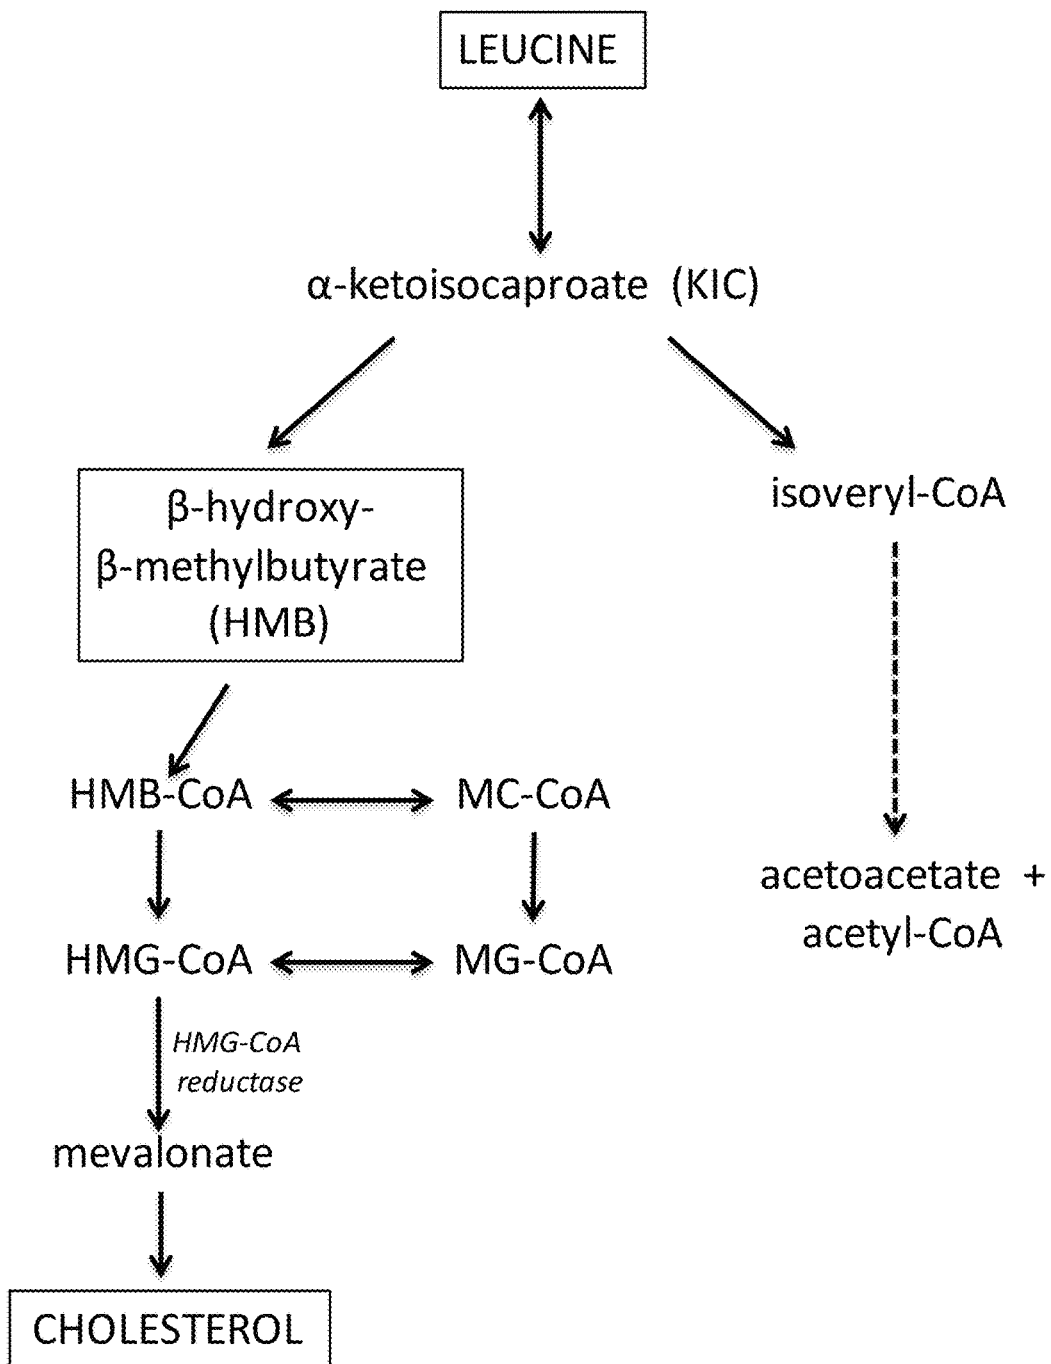 LEUCINE
α-ketoisocaproate (KIC)
β-hydroxy-
β-methylbutyrate
(HMB)
isoveryl-CoA
HMB-CoA
MC-CoA
acetoacetate +
acetyl-CoA
HMG-CoA
MG-CoA
HMG-CoA
reductase
mevalonate
CHOLESTEROL